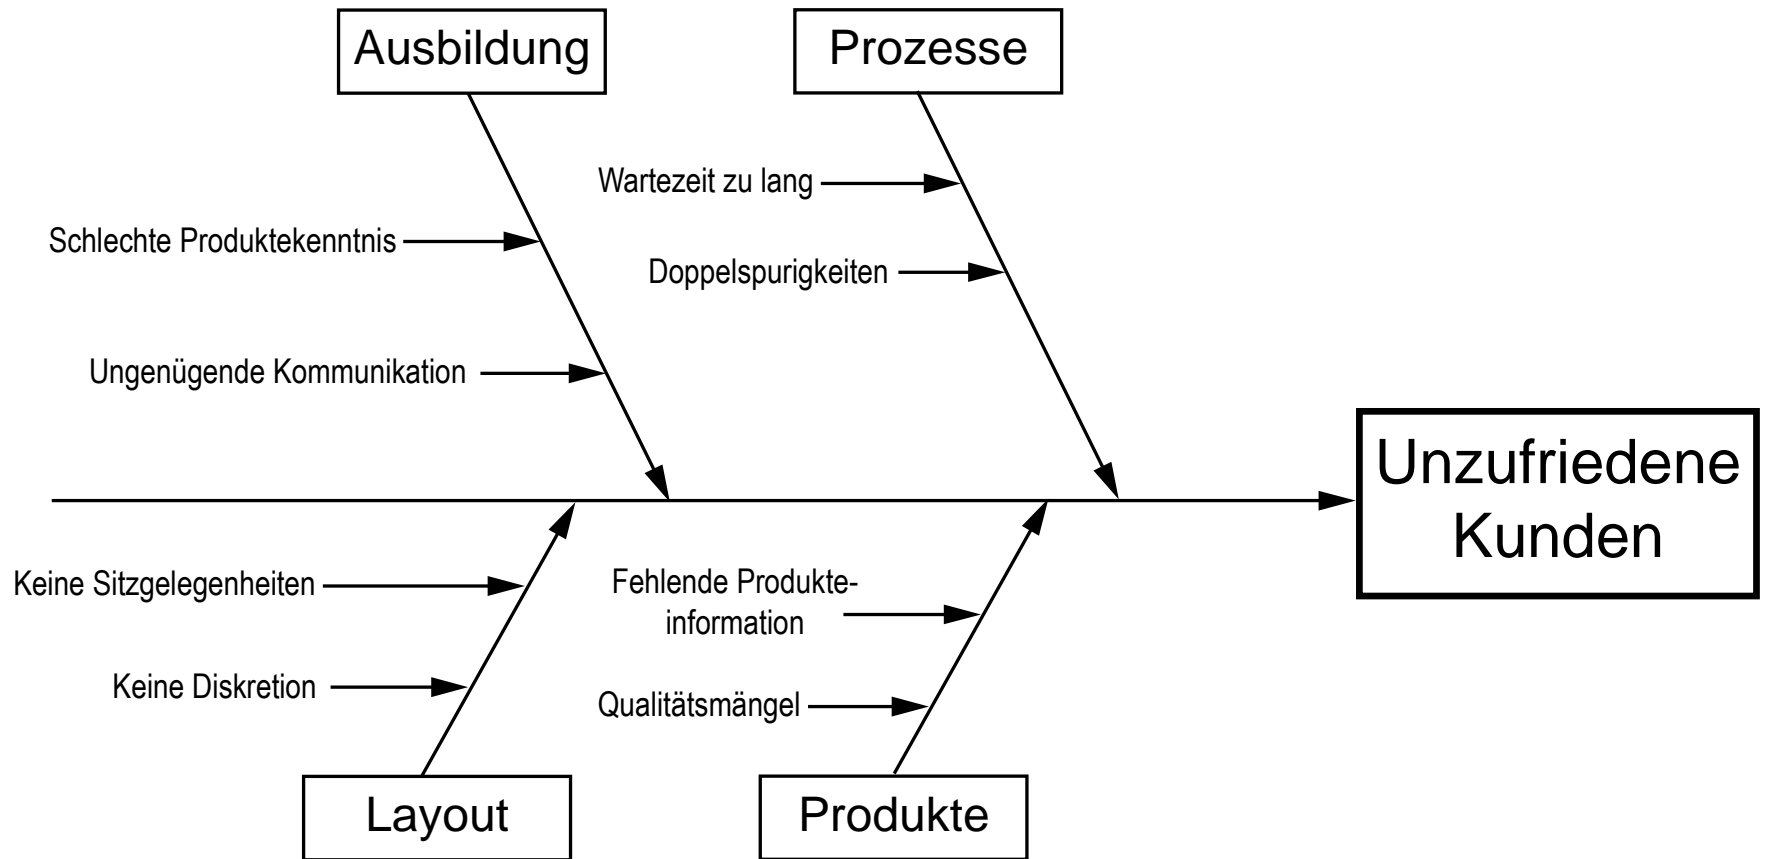 Ausbildung
Prozesse
Wartezeit zu lang
Schlechte Produktekenntnis
Doppelspurigkeiten
Ungenügende Kommunikation
Unzufriedene
Kunden
Keine Sitzgelegenheiten
Fehlende Produkte-
information
Keine Diskretion
Qualitätsmängel
Layout
Produkte